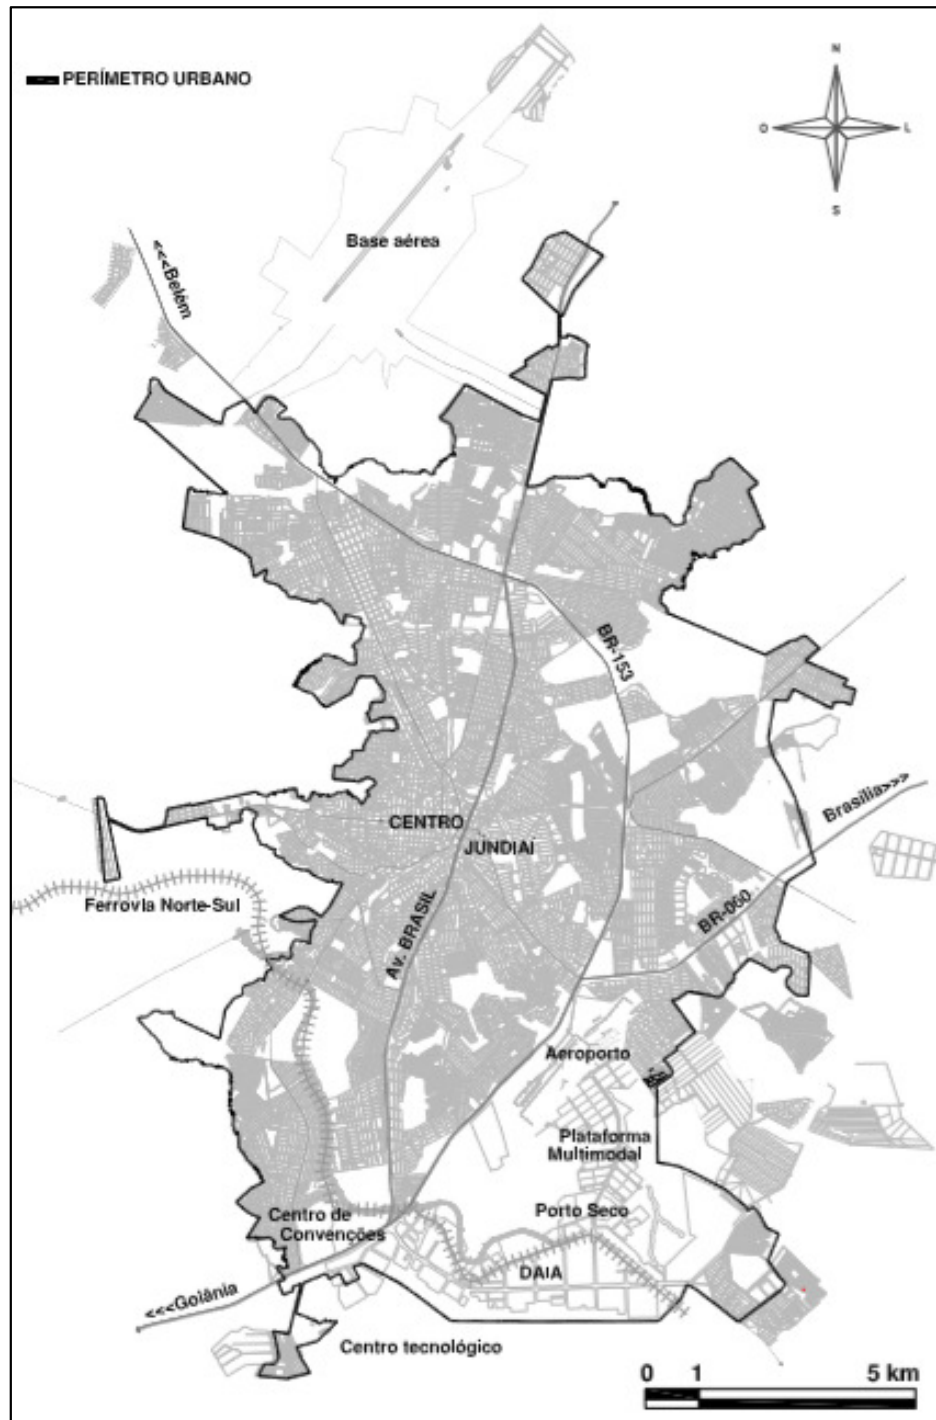 PERÍMETRO URBANO
N
O
L
S
Base aérea
<<<Belém
BR-153
Brasília>>>
CENTRO
JUNDIAÍ
Av. BRASIL
BR-060
Ferrovia Norte-Sul
Aeroporto
Plataforma
Multimodal
Porto Seco
Centro de
Convenções
DAIA
<<<Goiânia
Centro tecnológico
0 1 5 km